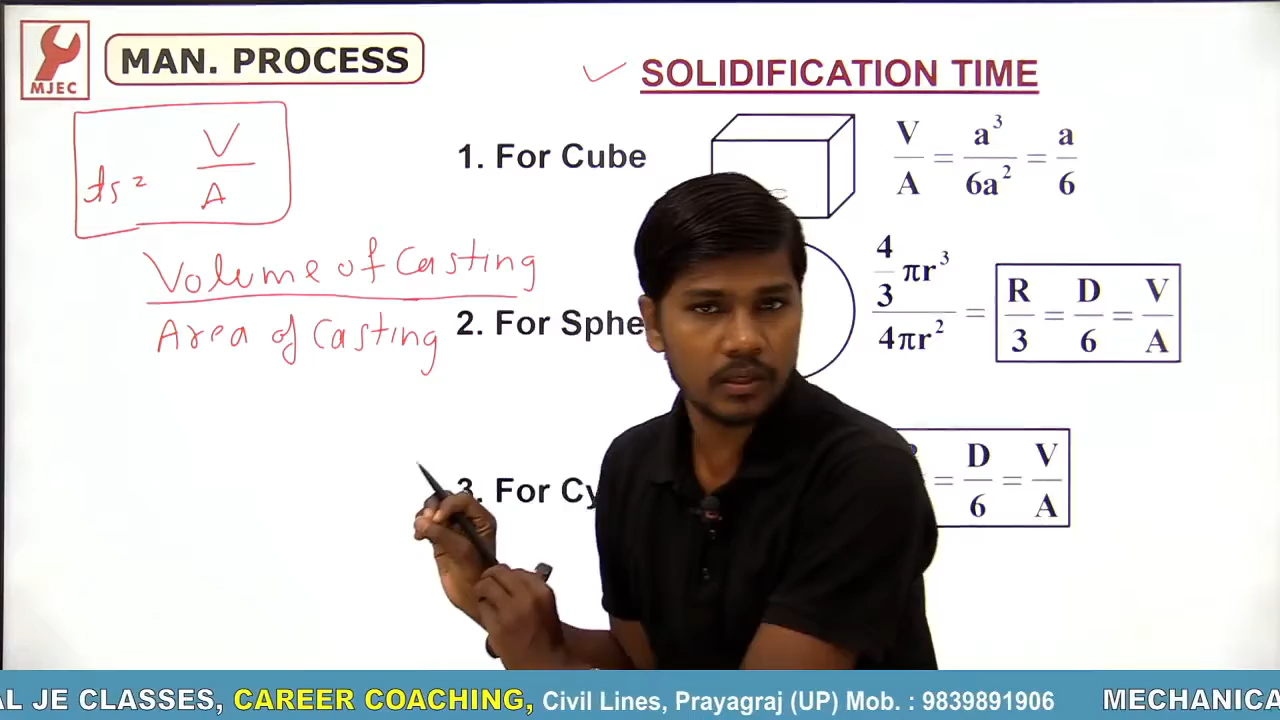 MJEC
MAN. PROCESS
SOLIDIFICATION TIME
ts = V/A
Volume of Casting
Area of Casting
1. For Cube
V/A = a³/6a² = a/6
2. For Sphe
4/3 πr³ / 4πr² = R/3 = D/6 = V/A
3. For Cy
= D/6 = V/A
AL JE CLASSES, CAREER COACHING, Civil Lines, Prayagraj (UP) Mob. : 9839891906 MECHANICA